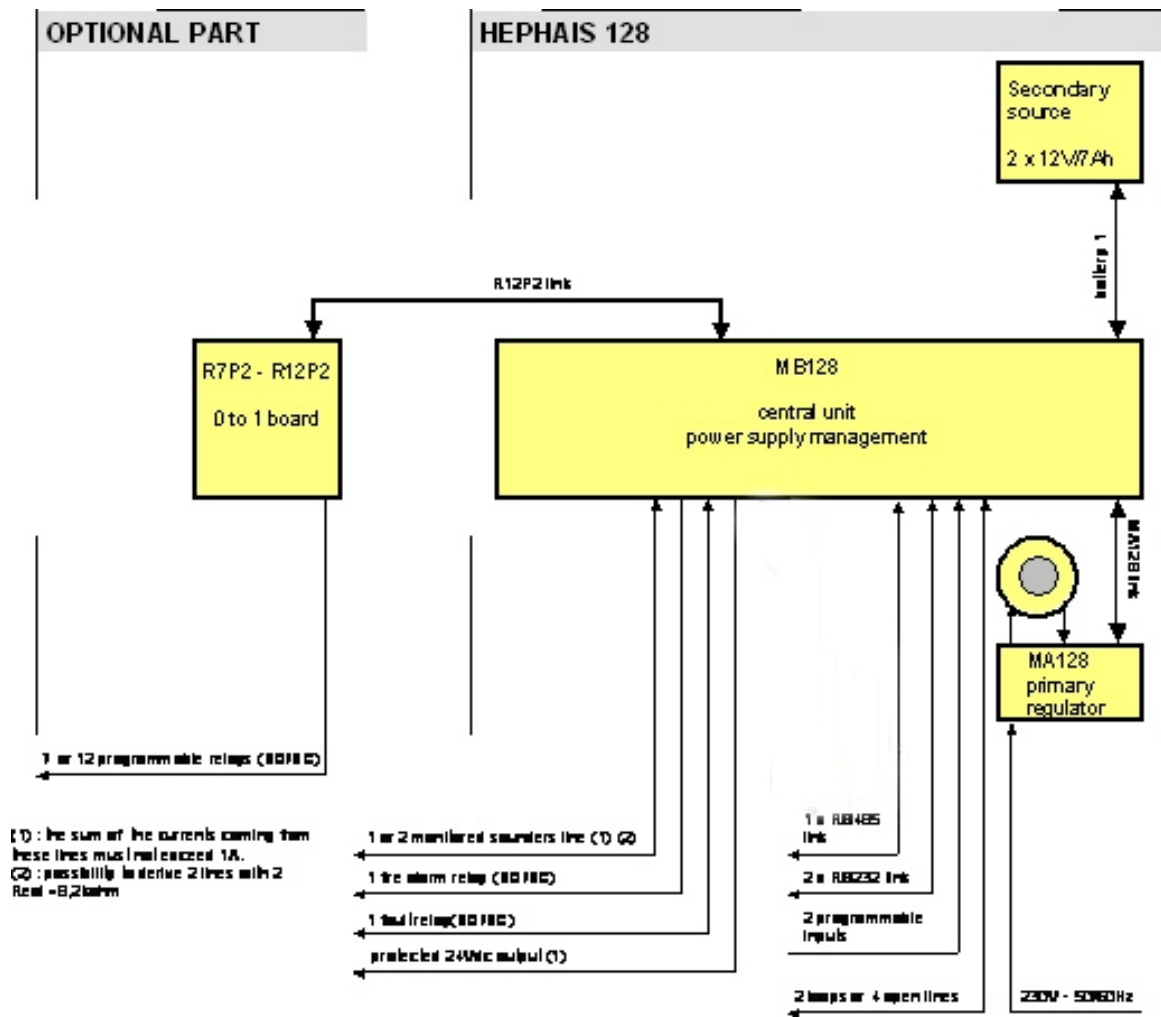 OPTIONAL PART
HEPHAIS 128
Secondary
source
2 x 12V/7Ah
battery 1
R12P2 link
R7P2 - R12P2
0 to 1 board
MB128
central unit
power supply management
MA128 link
MA128
primary
regulator
7 or 12 programmable relays (NO/NC)
(1) : the sum of the currents coming from
these lines must not exceed 1A.
(2) : possibility to derive 2 lines with 2
Reol =8,2kohm
1 or 2 monitored sounders line (1) (2)
1 fire alarm relay (NO/NC)
1 fault relay(NO/NC)
protected 24Vdc output (1)
1 x RS485
link
2 x RS232 link
2 programmable
inputs
2 loops or 4 open lines
230V - 50/60Hz